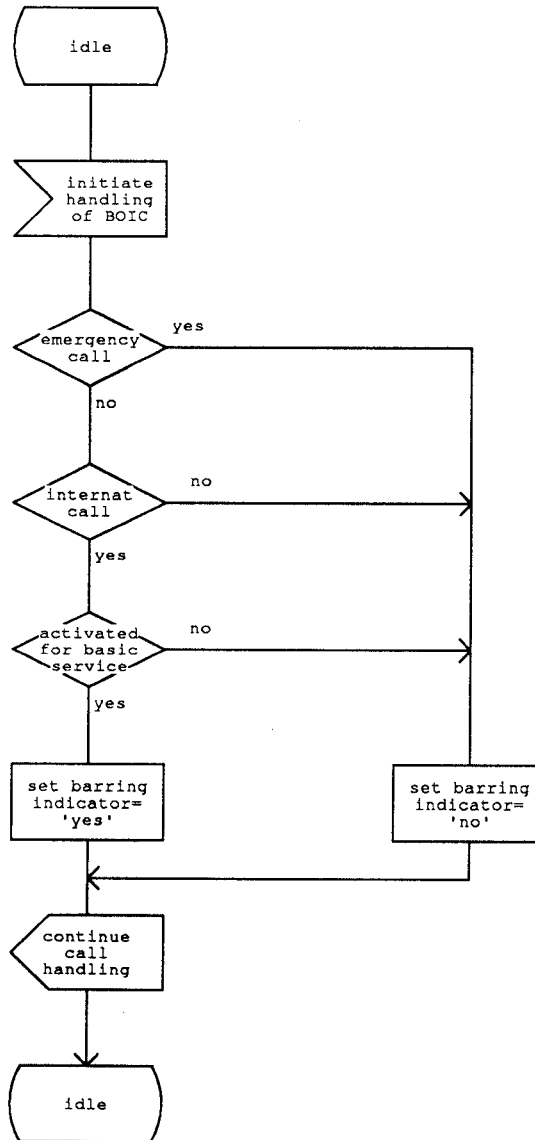 idle
initiate
handling
of BOIC
yes
emergency
call
no
no
internat
call
yes
no
activated
for basic
service
yes
set barring
indicator=
'yes'
set barring
indicator=
'no'
continue
call
handling
idle